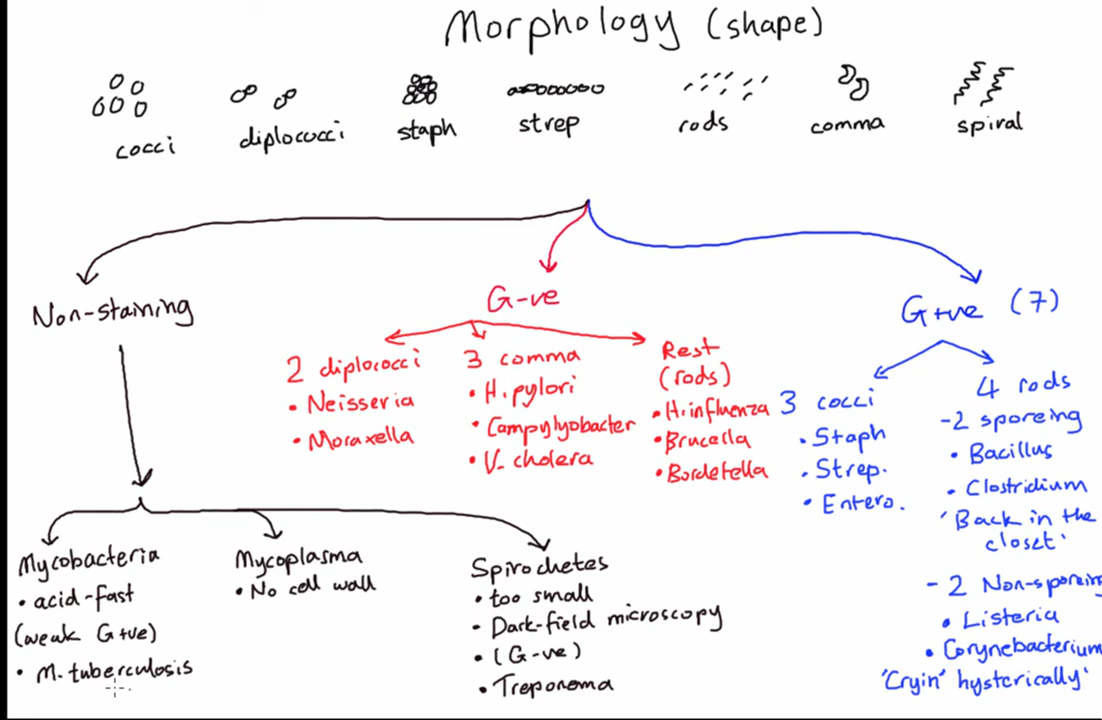 Morphology (shape)
cocci
diplococci
staph
strep
rods
comma
spiral
Non-staining
Mycobacteria
• acid-fast
(weak G+ve)
• M. tuberculosis
Mycoplasma
• No cell wall
Spirochetes
• too small
• Dark-field microscopy
• (G-ve)
• Treponema
G-ve
2 diplococci
• Neisseria
• Moraxella
3 comma
• H. pylori
• Campylyobacter
• V. cholera
Rest
(rods)
• H. influenza
• Brucella
• Bordetella
G+ve (7)
3 cocci
• Staph
• Strep.
• Entero.
4 rods
-2 sporeing
• Bacillus
• Clostridium
'Back in the
closet'
- 2 Non-sporeing
• Listeria
• Corynebacterium
'Cryin' hysterically'